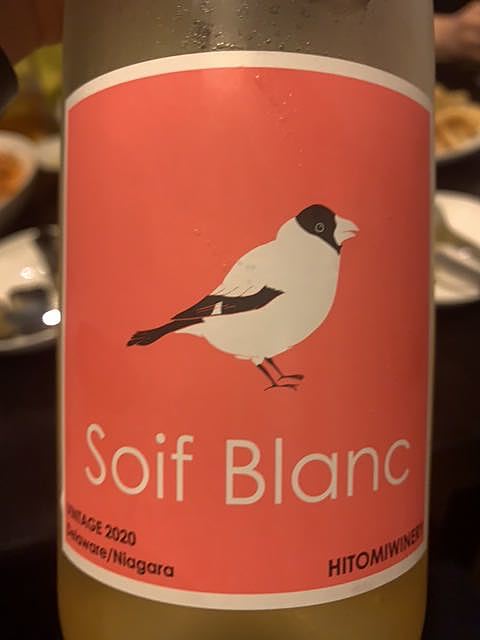 Soif Blanc
VINTAGE 2020
Delaware/Niagara
HITOMIWINERY